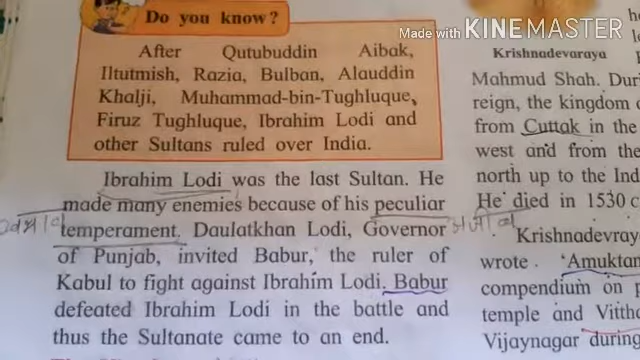 Do you know?
After Qutubuddin Aibak,
Iltutmish, Razia, Bulban, Alauddin
Khalji, Muhammad-bin-Tughluque,
Firuz Tughluque, Ibrahim Lodi and
other Sultans ruled over India.
Ibrahim Lodi was the last Sultan. He
made many enemies because of his peculiar
temperament. Daulatkhan Lodi, Governor
of Punjab, invited Babur, the ruler of
Kabul to fight against Ibrahim Lodi. Babur
defeated Ibrahim Lodi in the battle and
thus the Sultanate came to an end.
Made with KINEMASTER
Krishnadevaraya
Mahmud Shah. Duri
reign, the kingdom
from Cuttak in the
west and from the
north up to the Ind
He died in 1530
Krishnadevray
wrote 'Amuktan
compendium on
temple and Vittha
Vijaynagar during